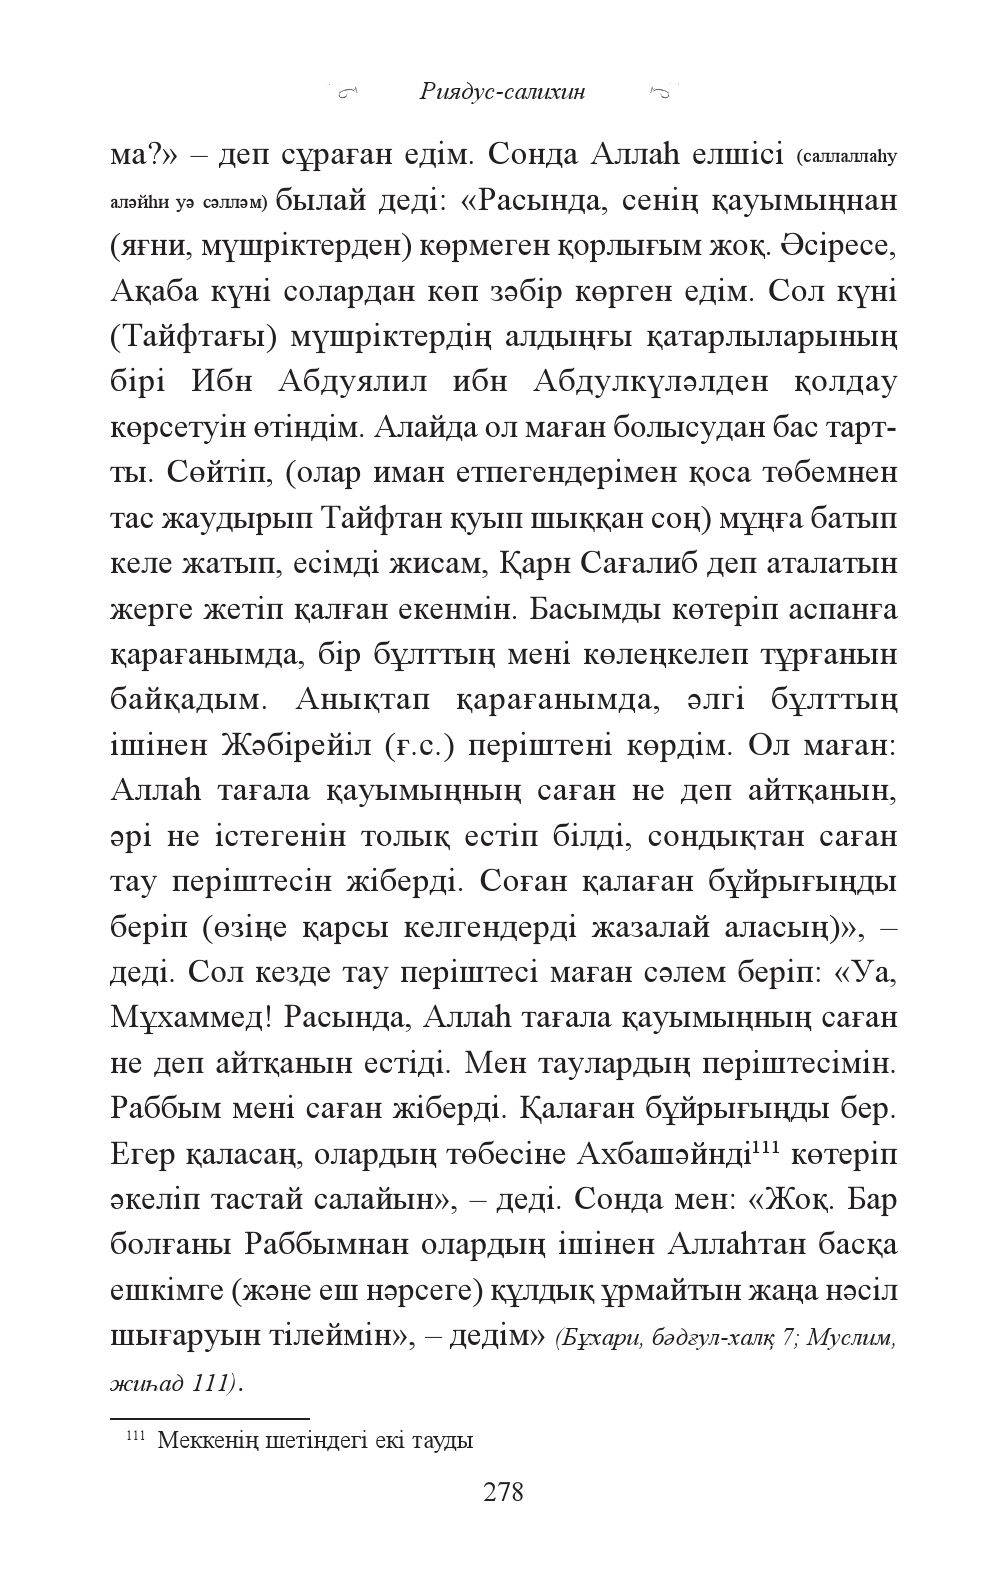 Риядус-салихин
ма?» – деп сұраған едім. Сонда Аллаһ елшісі (саллаллаһу
аләйһи уә сәлләм) былай деді: «Расында, сенің қауымыңнан
(яғни, мүшріктерден) көрмеген қорлығым жоқ. Әсіресе,
Ақаба күні солардан көп зәбір көрген едім. Сол күні
(Тайфтағы) мүшріктердің алдыңғы қатарлыларының
бірі Ибн Абдуялил ибн Абдулкүләлден қолдау
көрсетуін өтіндім. Алайда ол маған болысудан бас тарт-
ты. Сөйтіп, (олар иман етпегендерімен қоса төбемнен
тас жаудырып Тайфтан қуып шыққан соң) мұңға батып
келе жатып, есімді жисам, Қарн Сағалиб деп аталатын
жерге жетіп қалған екенмін. Басымды көтеріп аспанға
қарағанымда, бір бұлттың мені көлеңкелеп тұрғанын
байқадым. Анықтап қарағанымда, әлгі бұлттың
ішінен Жәбірейіл (ғ.с.) періштені көрдім. Ол маған:
Аллаһ тағала қауымыңның саған не деп айтқанын,
әрі не істегенін толық естіп білді, сондықтан саған
тау періштесін жіберді. Соған қалаған бұйрығыңды
беріп (өзіңе қарсы келгендерді жазалай аласың)», –
деді. Сол кезде тау періштесі маған сәлем беріп: «Уа,
Мұхаммед! Расында, Аллаһ тағала қауымыңның саған
не деп айтқанын естіді. Мен таулардың періштесімін.
Раббым мені саған жіберді. Қалаған бұйрығыңды бер.
Егер қаласаң, олардың төбесіне Ахбашәйнді¹¹¹ көтеріп
әкеліп тастай салайын», – деді. Сонда мен: «Жоқ. Бар
болғаны Раббымнан олардың ішінен Аллаһтан басқа
ешкімге (және еш нәрсеге) құлдық ұрмайтын жаңа нәсіл
шығаруын тілеймін», – дедім» (Бұхари, бәдғул-халқ 7; Муслим,
жиһад 111).
¹¹¹ Меккенің шетіндегі екі тауды
278